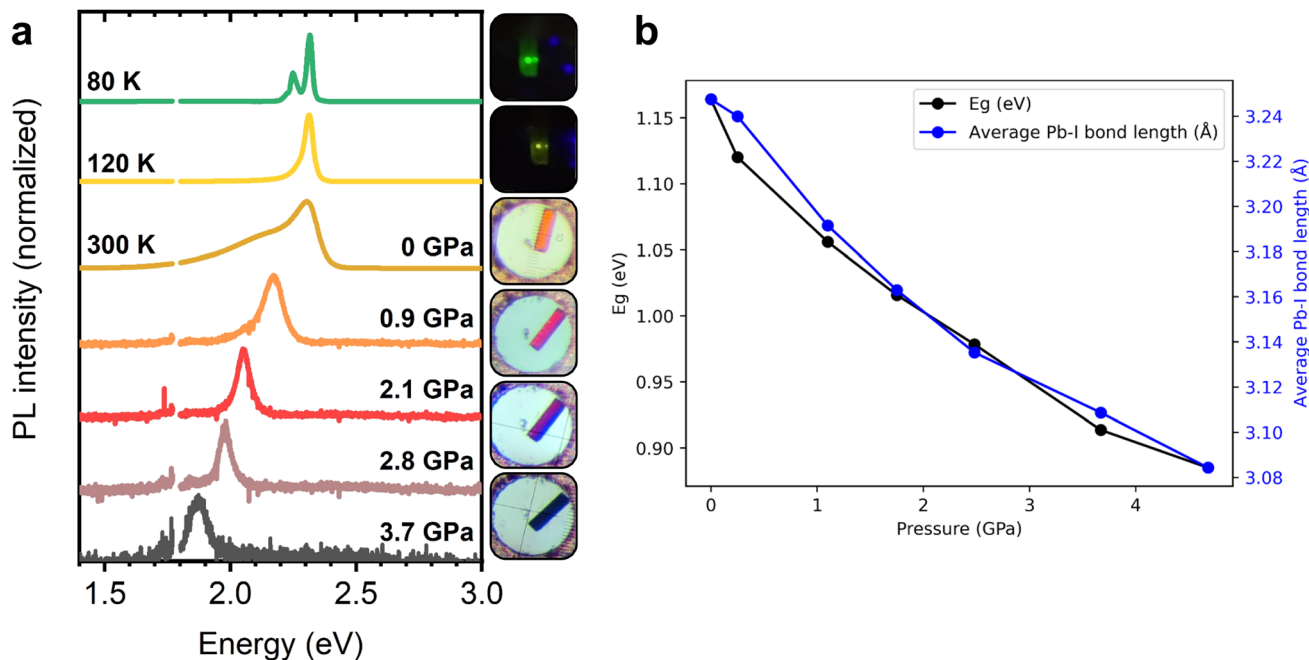 a
80 K
120 K
300 K
0 GPa
0.9 GPa
2.1 GPa
2.8 GPa
3.7 GPa
PL intensity (normalized)
1.5
2.0
2.5
3.0
Energy (eV)
b
Eg (eV)
Average Pb-I bond length (Å)
1.15
1.10
1.05
1.00
0.95
0.90
Eg (eV)
3.24
3.22
3.20
3.18
3.16
3.14
3.12
3.10
3.08
Average Pb-I bond length (Å)
0
1
2
3
4
Pressure (GPa)